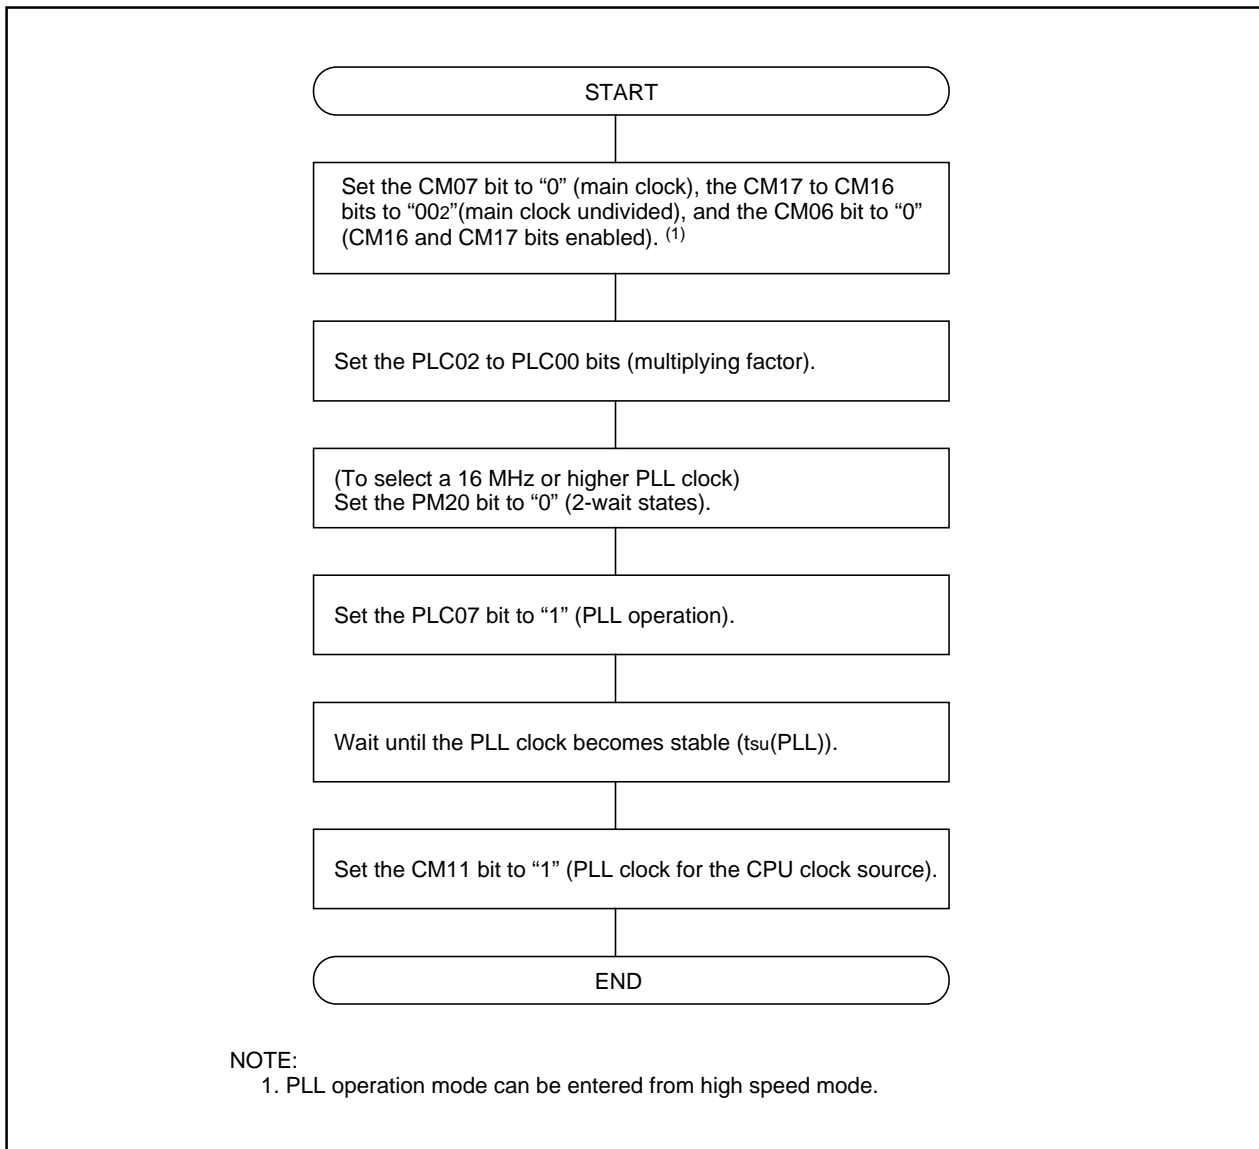 START
Set the CM07 bit to “0” (main clock), the CM17 to CM16
bits to “002”(main clock undivided), and the CM06 bit to “0”
(CM16 and CM17 bits enabled). (1)
Set the PLC02 to PLC00 bits (multiplying factor).
(To select a 16 MHz or higher PLL clock)
Set the PM20 bit to “0” (2-wait states).
Set the PLC07 bit to “1” (PLL operation).
Wait until the PLL clock becomes stable (tsu(PLL)).
Set the CM11 bit to “1” (PLL clock for the CPU clock source).
END
NOTE:
1. PLL operation mode can be entered from high speed mode.